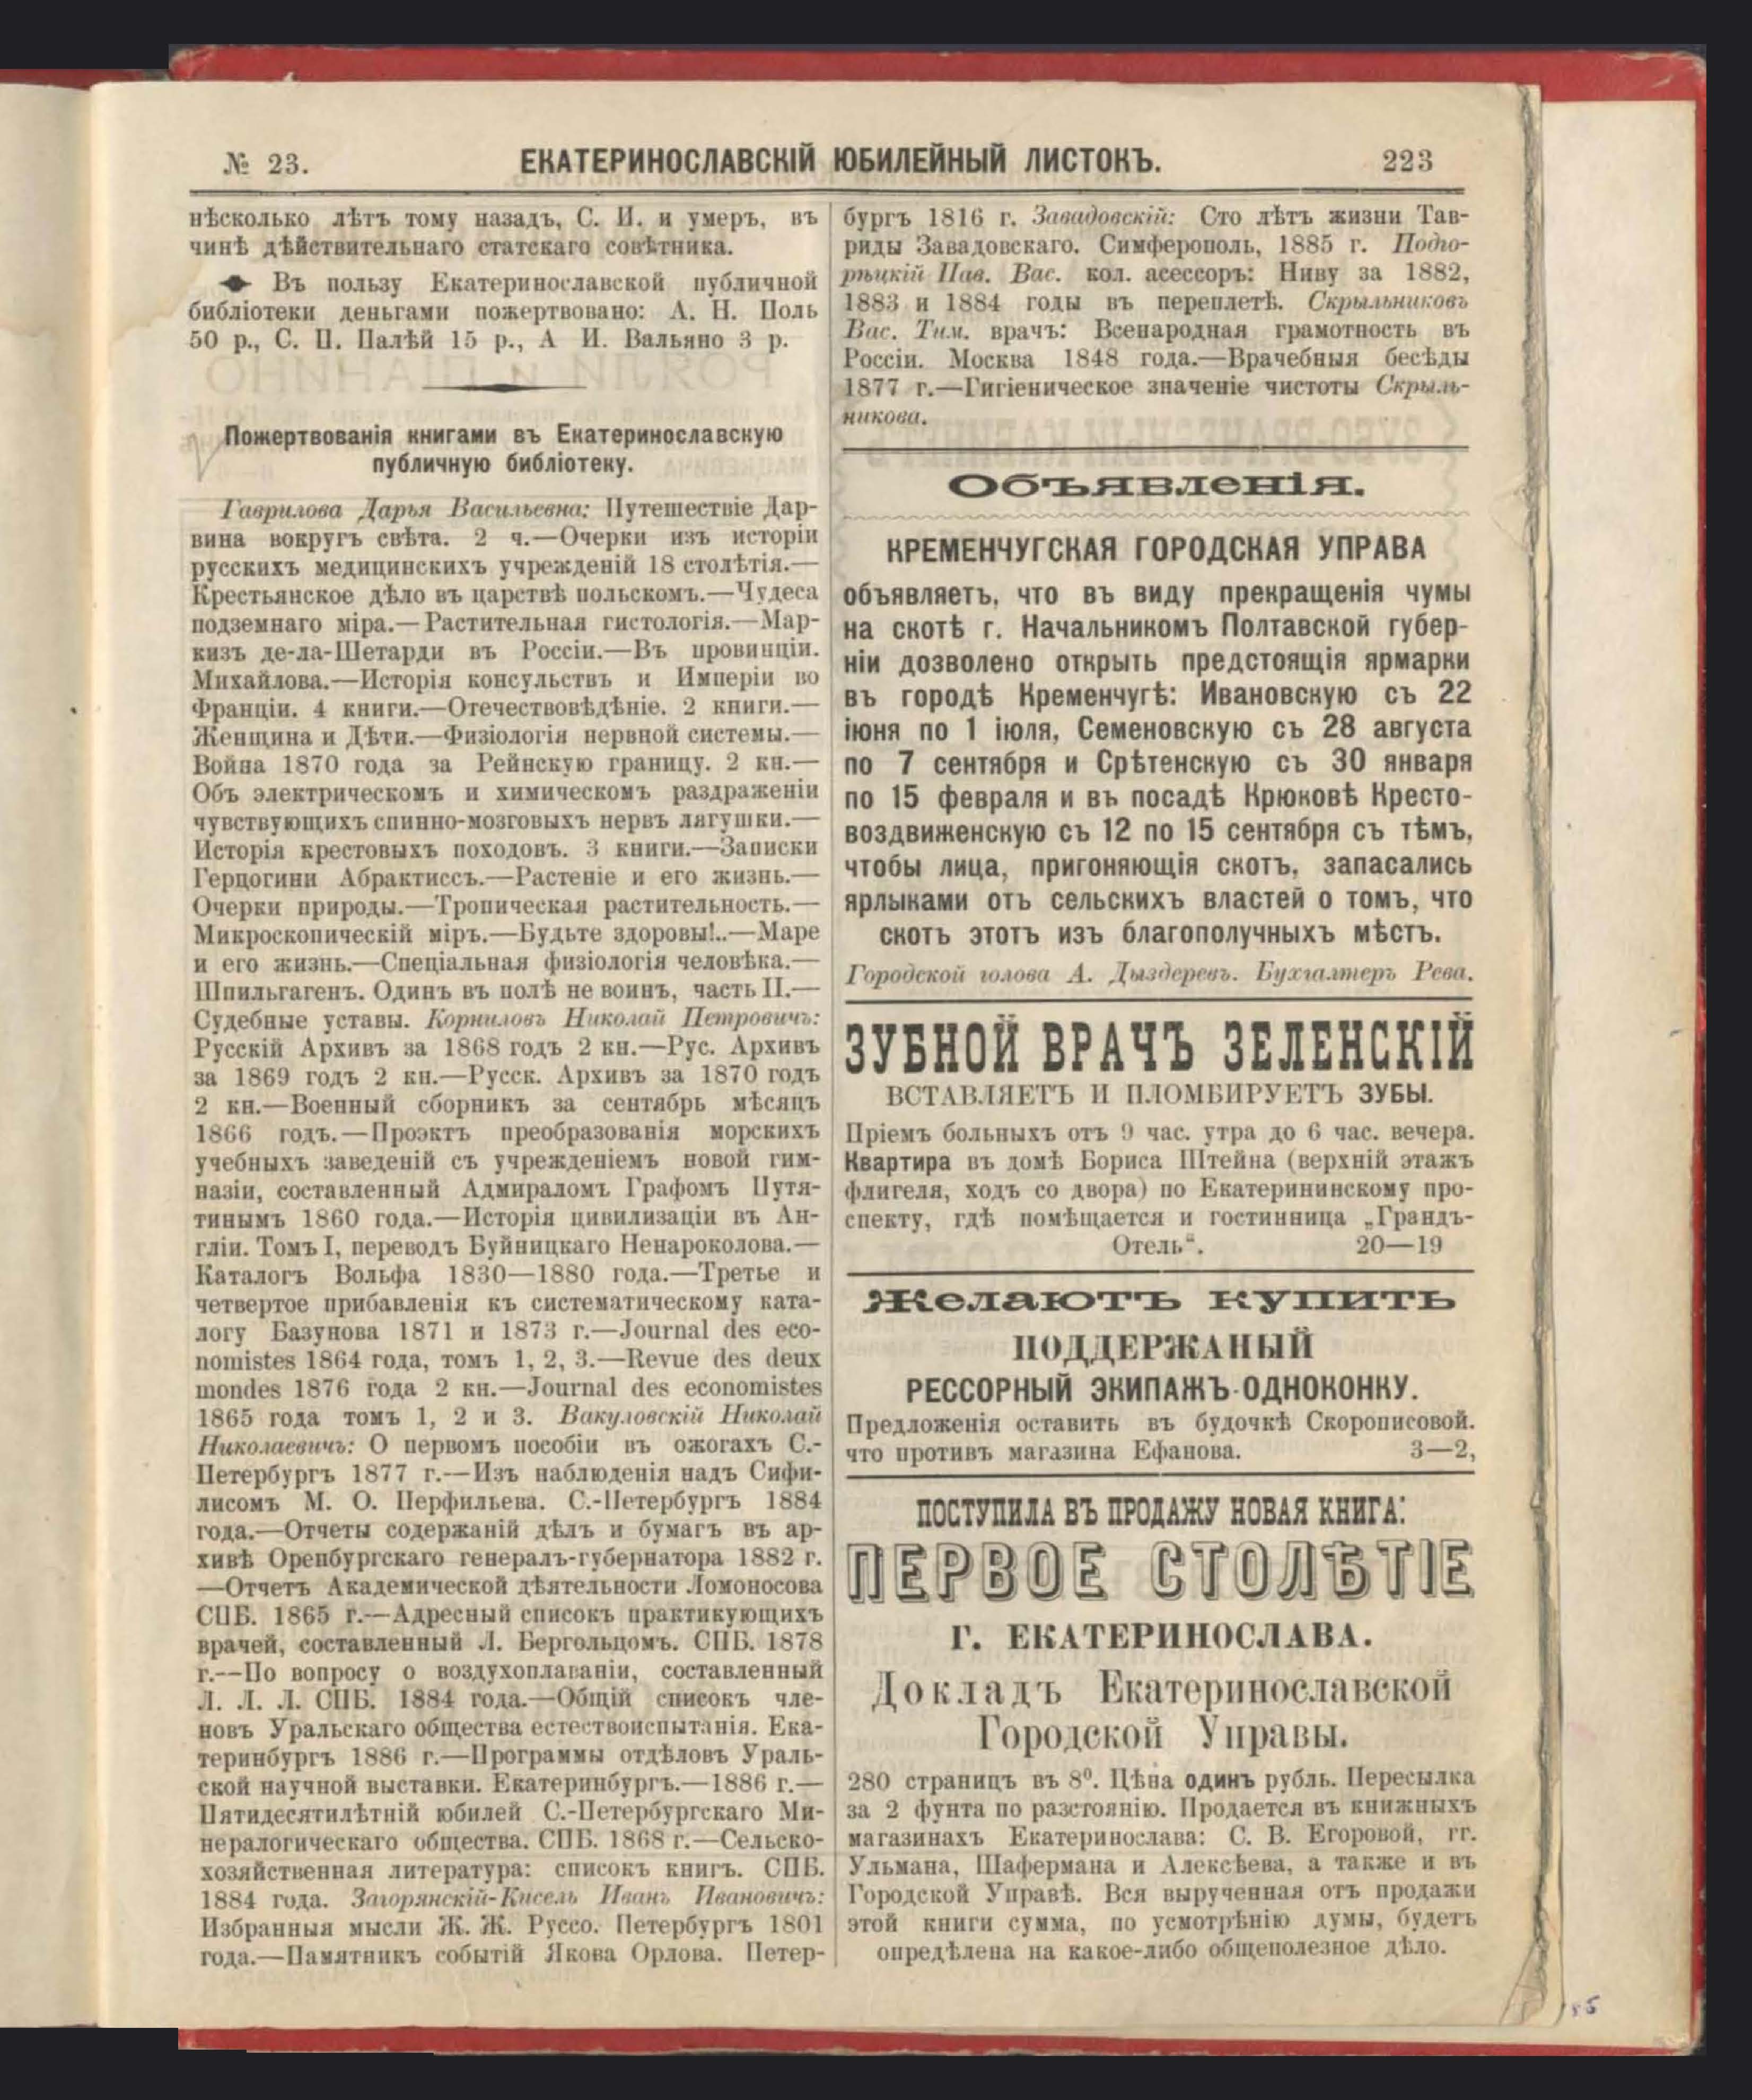 № 23.
ЕКАТЕРИНОСЛАВСКІЙ ЮБИЛЕЙНЫЙ ЛИСТОКЪ.
223
нѣсколько лѣтъ тому назадъ, С. И. и умеръ, въ
чинѣ дѣйствительнаго статскаго совѣтника.
Въ пользу Екатеринославской публичной
библіотеки деньгами пожертвовано: А. Н. Поль
50 р., С. П. Палѣй 15 р., А И. Вальяно 3 р.
Пожертвованія книгами въ Екатеринославскую
публичную библіотеку.
Гаврилова Дарья Васильевна: Путешествіе Дар-
вина вокругъ свѣта. 2 ч.—Очерки изъ исторіи
русскихъ медицинскихъ учрежденій 18 столѣтія.—
Крестьянское дѣло въ царствѣ польскомъ.—Чудеса
подземнаго міра.—Растительная гистологія.—Мар-
кизъ де-ла-Шетарди въ Россіи.—Въ провинціи.
Михайлова.—Исторія консульствъ и Имперіи во
Франціи. 4 книги.—Отечествовѣдѣніе. 2 книги.—
Женщина и Дѣти.—Физіологія нервной системы.—
Война 1870 года за Рейнскую границу. 2 кн.—
Объ электрическомъ и химическомъ раздраженіи
чувствующихъ спинно-мозговыхъ нервъ лягушки.—
Исторія крестовыхъ походовъ. 3 книги.—Записки
Герцогини Абрактиссъ.—Растеніе и его жизнь.—
Очерки природы.—Тропическая растительность.—
Микроскопическій міръ.—Будьте здоровы!..—Маре
и его жизнь.—Спеціальная физіологія человѣка.—
Шпильгагенъ. Одинъ въ полѣ не воинъ, часть II.—
Судебные уставы. Корниловъ Николай Петровичъ:
Русскій Архивъ за 1868 годъ 2 кн.—Рус. Архивъ
за 1869 годъ 2 кн.—Русск. Архивъ за 1870 годъ
2 кн.—Военный сборникъ за сентябрь мѣсяцъ
1866 годъ.—Проэктъ преобразованія морскихъ
учебныхъ заведеній съ учрежденіемъ новой гим-
назіи, составленный Адмираломъ Графомъ Путя-
тинымъ 1860 года.—Исторія цивилизаціи въ Ан-
гліи. Томъ I, переводъ Буйницкаго Ненароколова.—
Каталогъ Вольфа 1830—1880 года.—Третье и
четвертое прибавленія къ систематическому ката-
логу Базунова 1871 и 1873 г.—Journal des eco-
nomistes 1864 года, томъ 1, 2, 3.—Revue des deux
mondes 1876 года 2 кн.—Journal des economistes
1865 года томъ 1, 2 и 3. Вакуловскій Николай
Николаевичъ: О первомъ пособіи въ ожогахъ С.-
Петербургъ 1877 г.—Изъ наблюденія надъ Сифи-
лисомъ М. О. Перфильева. С.-Петербургъ 1884
года.—Отчеты содержаній дѣлъ и бумагъ въ ар-
хивѣ Оренбургскаго генералъ-губернатора 1882 г.
—Отчетъ Академической дѣятельности Ломоносова
СПБ. 1865 г.—Адресный списокъ практикующихъ
врачей, составленный Л. Бергольцомъ. СПБ. 1878
г.—По вопросу о воздухоплаваніи, составленный
Л. Л. Л. СПБ. 1884 года.—Общій списокъ чле-
новъ Уральскаго общества естествоиспытанія. Ека-
теринбургъ 1886 г.—Программы отдѣловъ Ураль-
ской научной выставки. Екатеринбургъ.—1886 г.—
Пятидесятилѣтній юбилей С.-Петербургскаго Ми-
нералогическаго общества. СПБ. 1868 г.—Сельско-
хозяйственная литература: списокъ книгъ. СПБ.
1884 года. Загорянскій-Кисель Иванъ Ивановичъ:
Избранныя мысли Ж. Ж. Руссо. Петербургъ 1801
года.—Памятникъ событій Якова Орлова. Петер-
бургъ 1816 г. Завадовскій: Сто лѣтъ жизни Тав-
риды Завадовскаго. Симферополь, 1885 г. Подго-
рѣцкій Пав. Вас. кол. асессоръ: Ниву за 1882,
1883 и 1884 годы въ переплетѣ. Скрыльниковъ
Вас. Тим. врачъ: Всенародная грамотность въ
Россіи. Москва 1848 года.—Врачебныя бесѣды
1877 г.—Гигіеническое значеніе чистоты Скрыль-
никова.
Объявленія.
КРЕМЕНЧУГСКАЯ ГОРОДСКАЯ УПРАВА
объявляетъ, что въ виду прекращенія чумы
на скотѣ г. Начальникомъ Полтавской губер-
ніи дозволено открыть предстоящія ярмарки
въ городѣ Кременчугѣ: Ивановскую съ 22
іюня по 1 іюля, Семеновскую съ 28 августа
по 7 сентября и Срѣтенскую съ 30 января
по 15 февраля и въ посадѣ Крюковѣ Кресто-
воздвиженскую съ 12 по 15 сентября съ тѣмъ,
чтобы лица, пригоняющія скотъ, запасались
ярлыками отъ сельскихъ властей о томъ, что
скотъ этотъ изъ благополучныхъ мѣстъ.
Городской голова А. Дыздеревъ. Бухгалтеръ Рева.
ЗУБНОЙ ВРАЧЪ ЗЕЛЕНСКІЙ
ВСТАВЛЯЕТЪ И ПЛОМБИРУЕТЪ ЗУБЫ.
Пріемъ больныхъ отъ 9 час. утра до 6 час. вечера.
Квартира въ домѣ Бориса Штейна (верхній этажъ
флигеля, ходъ со двора) по Екатерининскому про-
спекту, гдѣ помѣщается и гостинница „Грандъ-
Отель“. 20—19
Желаютъ купить
ПОДДЕРЖАНЫЙ
РЕССОРНЫЙ ЭКИПАЖЪ-ОДНОКОНКУ.
Предложенія оставить въ будочкѣ Скорописовой.
что противъ магазина Ефанова. 3—2,
ПОСТУПИЛА ВЪ ПРОДАЖУ НОВАЯ КНИГА:
ПЕРВОЕ СТОЛѢТІЕ
Г. ЕКАТЕРИНОСЛАВА.
Докладъ Екатеринославской
Городской Управы.
280 страницъ въ 8⁰. Цѣна одинъ рубль. Пересылка
за 2 фунта по разстоянію. Продается въ книжныхъ
магазинахъ Екатеринослава: С. В. Егоровой, гг.
Ульмана, Шафермана и Алексѣева, а также и въ
Городской Управѣ. Вся вырученная отъ продажи
этой книги сумма, по усмотрѣнію думы, будетъ
опредѣлена на какое-либо общеполезное дѣло.